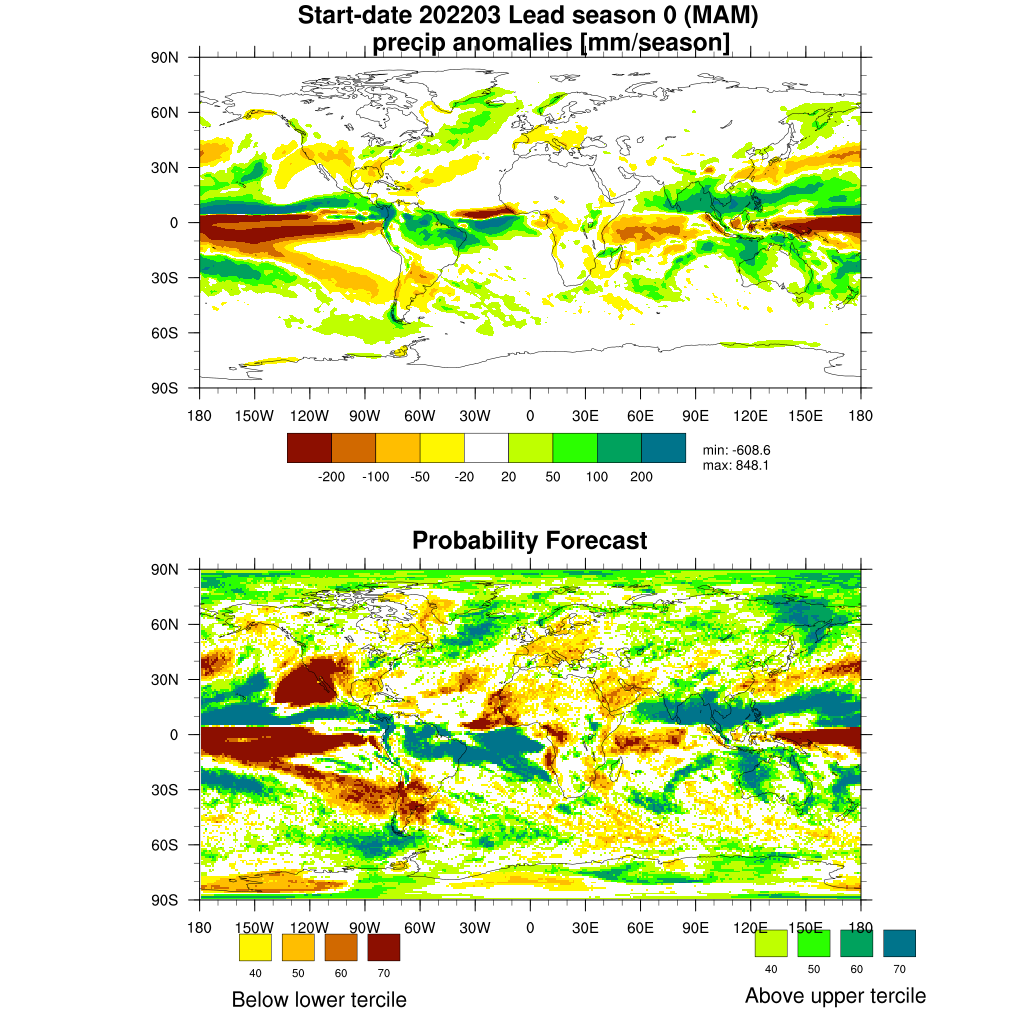 Start-date 202203 Lead season 0 (MAM)
precip anomalies [mm/season]
90N
60N
30N
0
30S
60S
90S
180 150W 120W 90W 60W 30W 0 30E 60E 90E 120E 150E 180
-200 -100 -50 -20 20 50 100 200
min: -608.6
max: 848.1
Probability Forecast
90N
60N
30N
0
30S
60S
90S
180 150W 120W 90W 60W 30W 0 30E 60E 90E 120E 150E 180
40 50 60 70
Below lower tercile
40 50 60 70
Above upper tercile